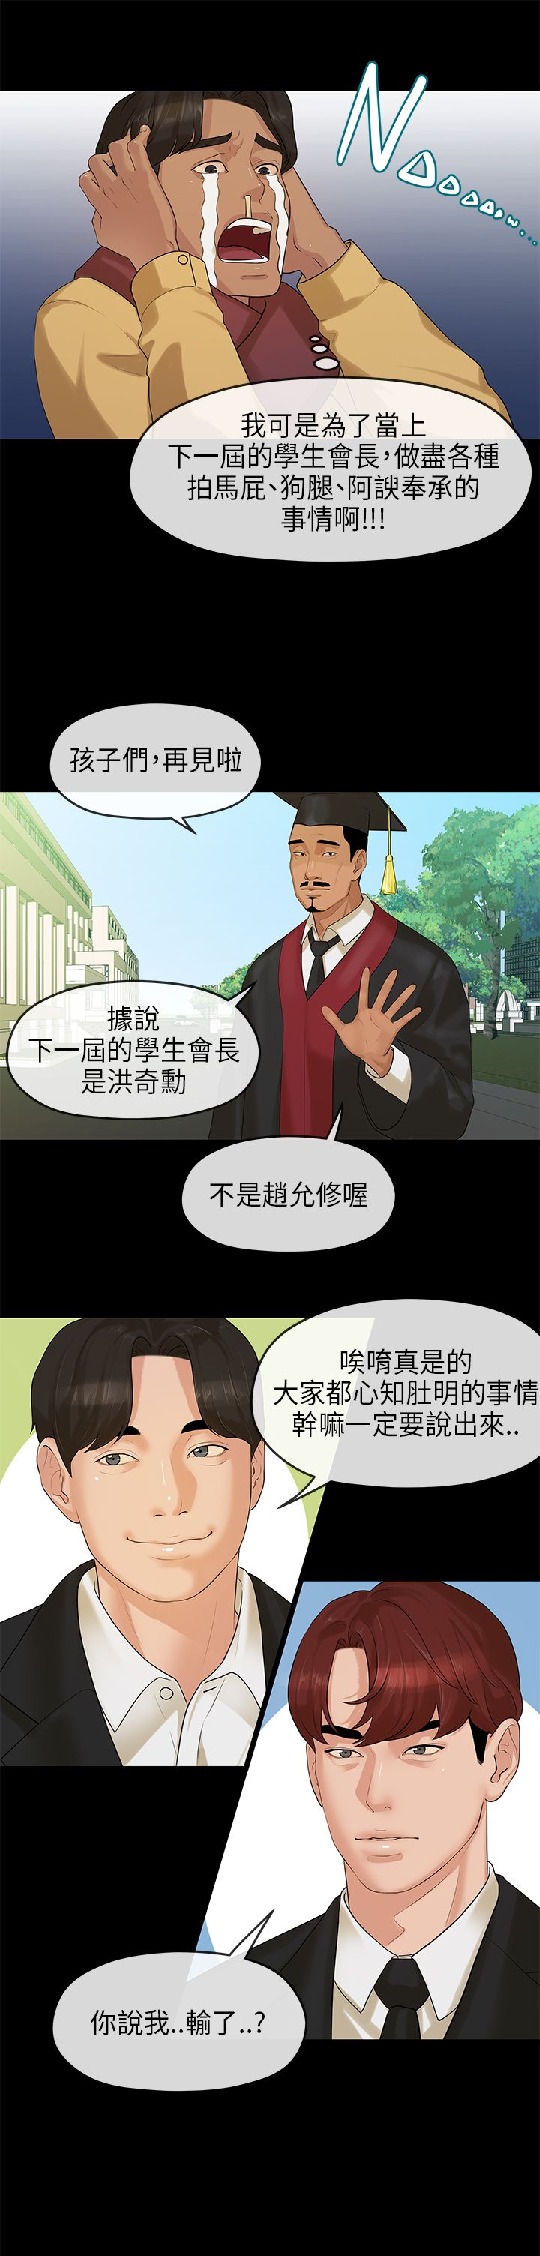 Noooo...
我可是為了當上
下一屆的學生會長,做盡各種
拍馬屁、狗腿、阿諛奉承的
事情啊!!!
孩子們,再見啦
據說
下一屆的學生會長
是洪奇勳
不是趙允修喔
唉唷真是的
大家都心知肚明的事情
幹嘛一定要說出來..
你說我..輸了..?